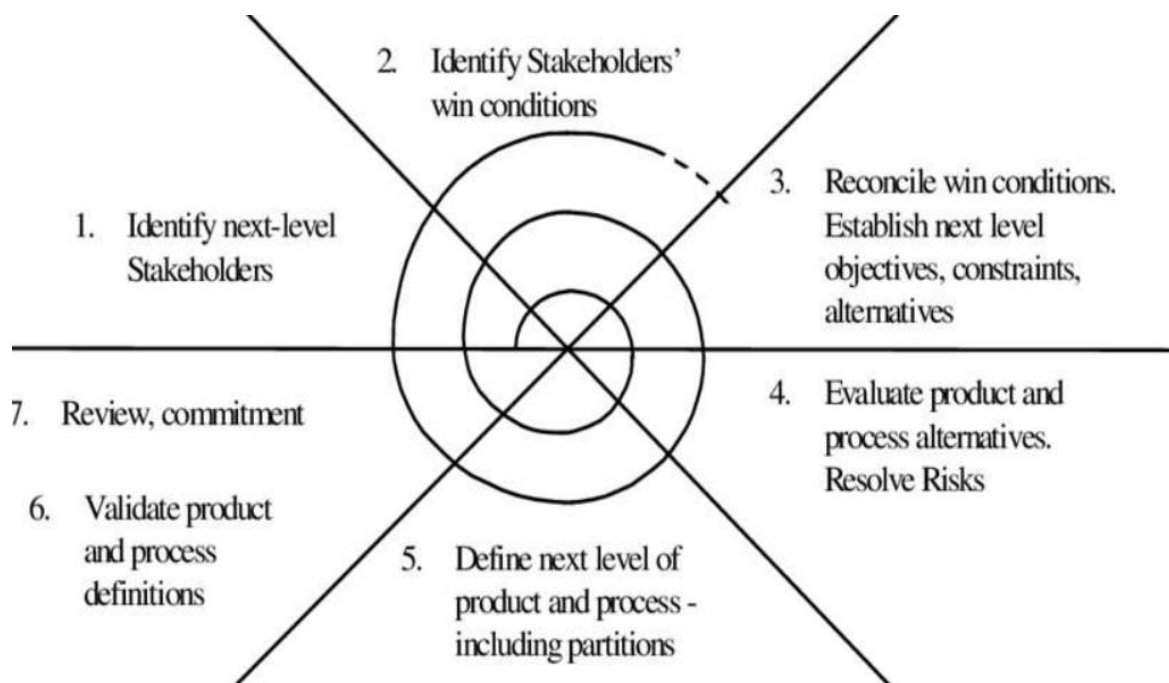 2. Identify Stakeholders'
win conditions
3. Reconcile win conditions.
Establish next level
objectives, constraints,
alternatives
1. Identify next-level
Stakeholders
4. Evaluate product and
process alternatives.
Resolve Risks
7. Review, commitment
6. Validate product
and process
definitions
5. Define next level of
product and process -
including partitions